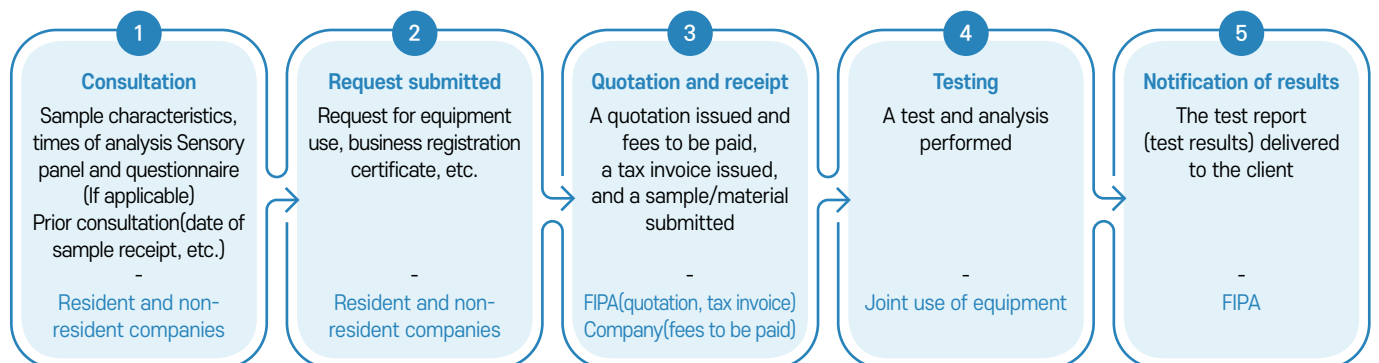 1
Consultation
Sample characteristics,
times of analysis Sensory
panel and questionnaire
(If applicable)
Prior consultation(date of
sample receipt, etc.)
-
Resident and non-
resident companies
2
Request submitted
Request for equipment
use, business registration
certificate, etc.
-
Resident and non-
resident companies
3
Quotation and receipt
A quotation issued and
fees to be paid,
a tax invoice issued,
and a sample/material
submitted
-
FIPA(quotation, tax invoice)
Company(fees to be paid)
4
Testing
A test and analysis
performed
-
Joint use of equipment
5
Notification of results
The test report
(test results) delivered
to the client
-
FIPA